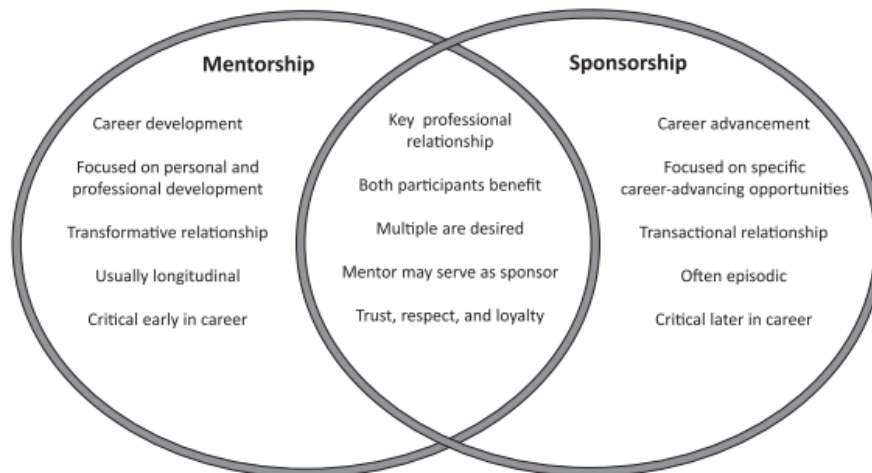 Mentorship
Career development
Focused on personal and
professional development
Transformative relationship
Usually longitudinal
Critical early in career
Key professional
relationship
Both participants benefit
Multiple are desired
Mentor may serve as sponsor
Trust, respect, and loyalty
Sponsorship
Career advancement
Focused on specific
career-advancing opportunities
Transactional relationship
Often episodic
Critical later in career